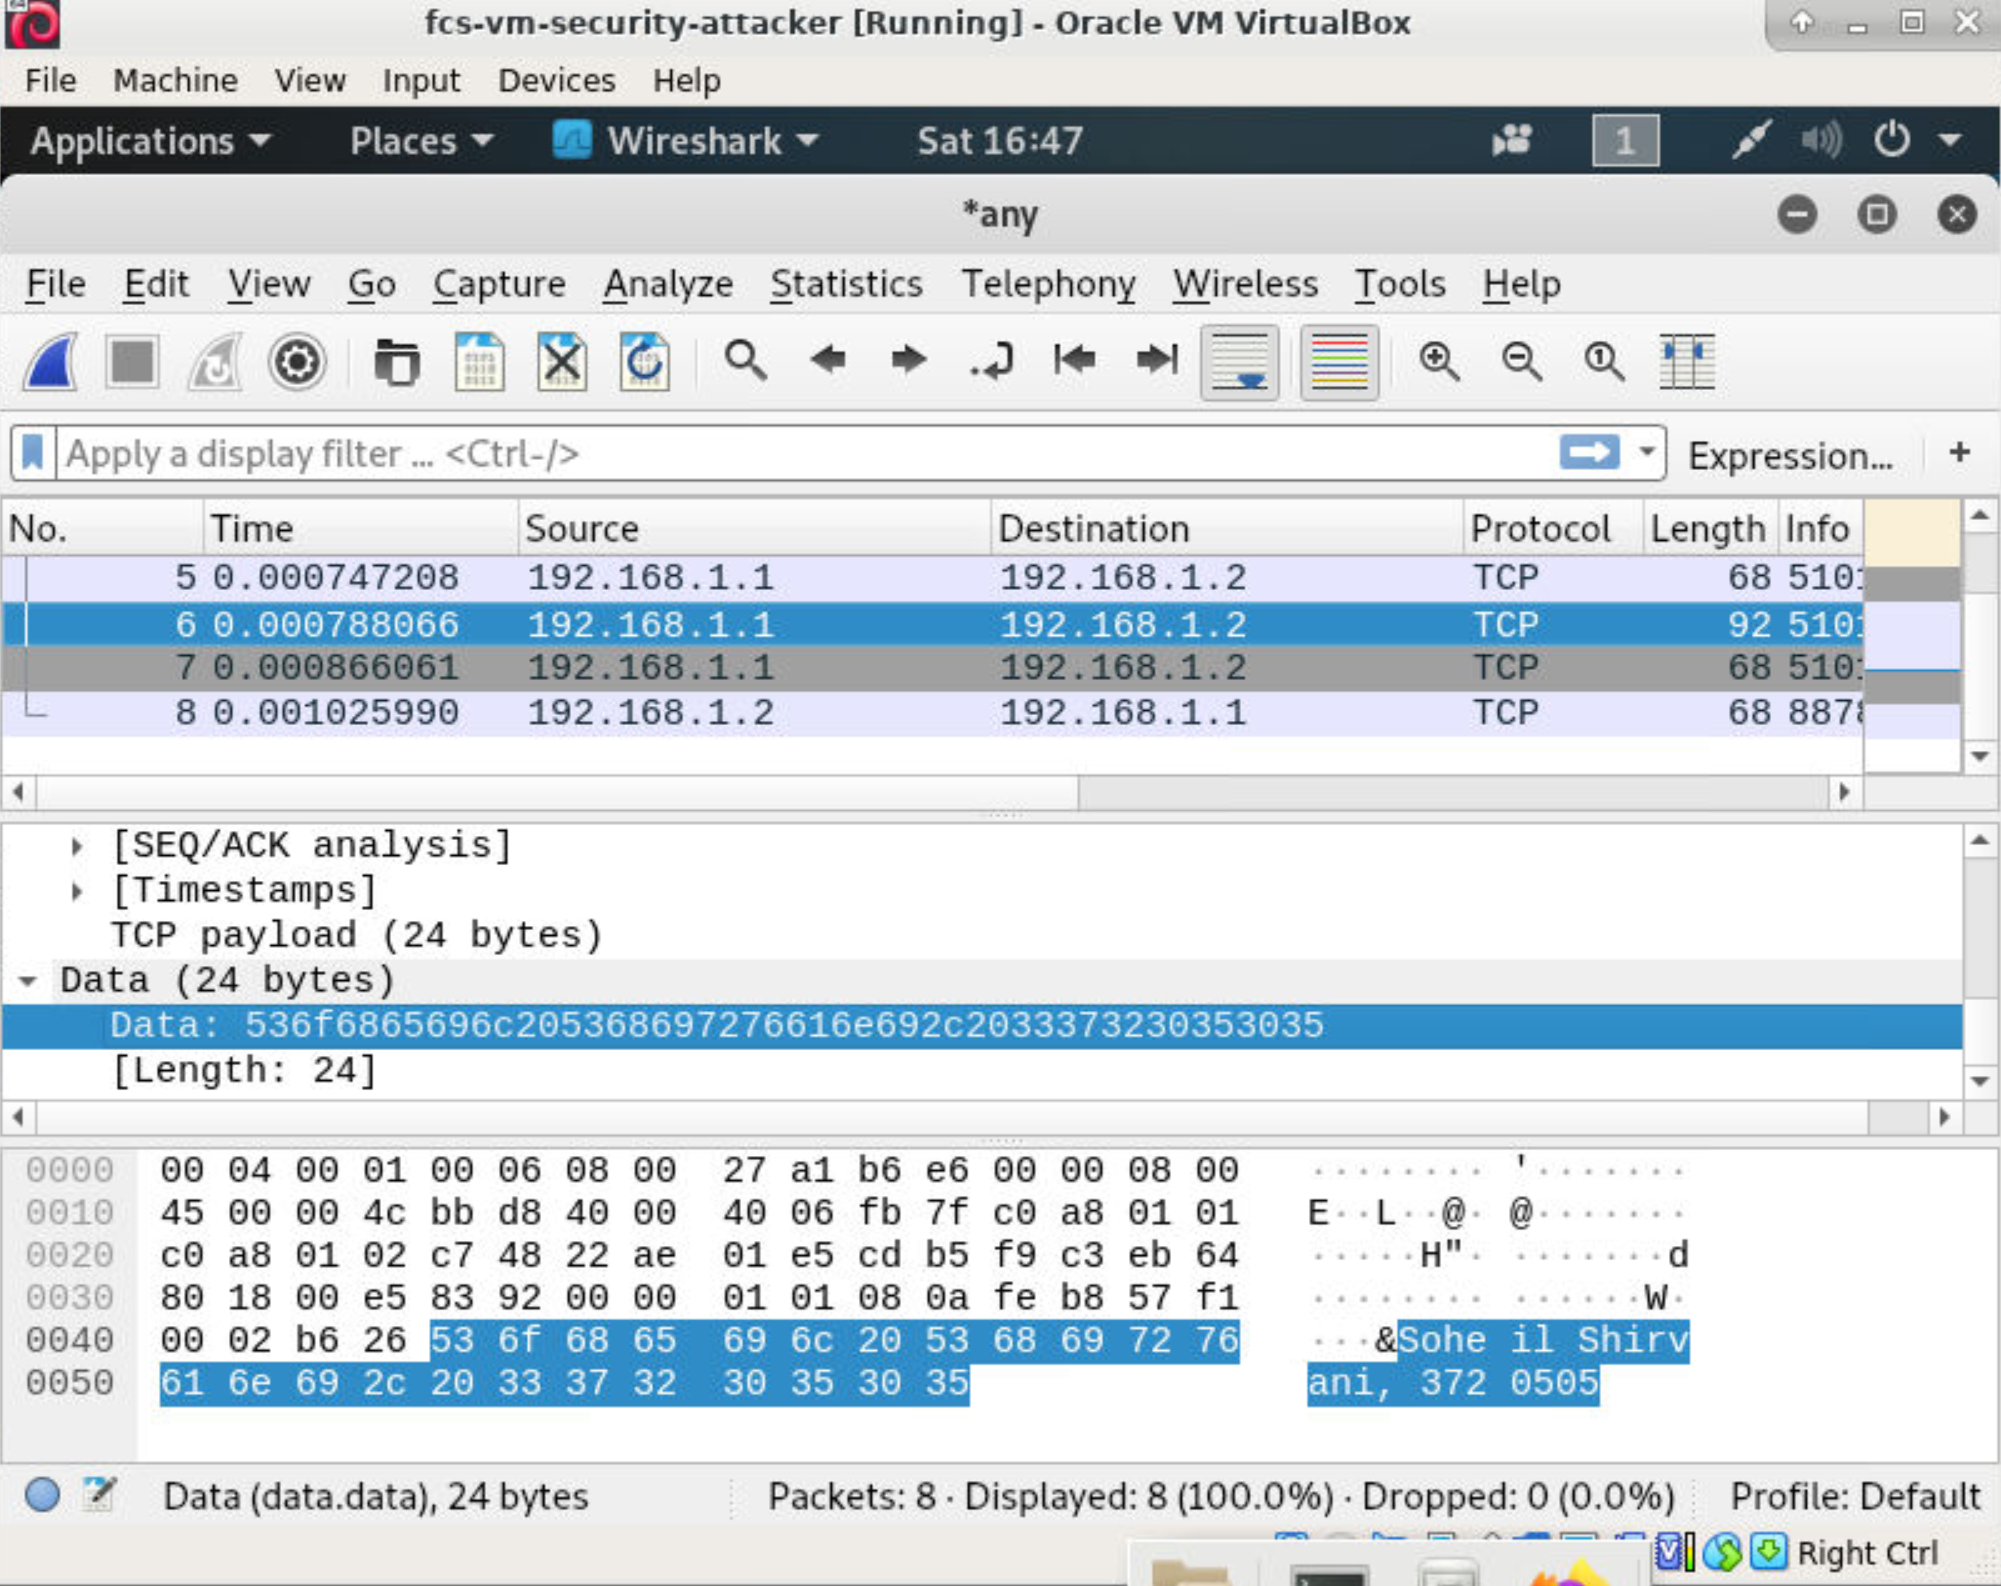 fcs-vm-security-attacker [Running] - Oracle VM VirtualBox
File Machine View Input Devices Help
Applications Places Wireshark Sat 16:47 1
*any
File Edit View Go Capture Analyze Statistics Telephony Wireless Tools Help
Apply a display filter ... <Ctrl-/> Expression... +
No. Time Source Destination Protocol Length Info
5 0.000747208 192.168.1.1 192.168.1.2 TCP 68 5101
6 0.000788066 192.168.1.1 192.168.1.2 TCP 92 5101
7 0.000866061 192.168.1.1 192.168.1.2 TCP 68 5101
8 0.001025990 192.168.1.2 192.168.1.1 TCP 68 8878
[SEQ/ACK analysis]
[Timestamps]
TCP payload (24 bytes)
Data (24 bytes)
Data: 536f6865696c2053686972766616e692c2033373230353035
[Length: 24]
0000 00 04 00 01 00 06 08 00 27 a1 b6 e6 00 00 08 00 ········ '·······
0010 45 00 00 4c bb d8 40 00 40 06 fb 7f c0 a8 01 01 E··L··@· @·······
0020 c0 a8 01 02 c7 48 22 ae 01 e5 cd b5 f9 c3 eb 64 ·····H"· ·······d
0030 80 18 00 e5 83 92 00 00 01 01 08 0a fe b8 57 f1 ········ ······W·
0040 00 02 b6 26 53 6f 68 65 69 6c 20 53 68 69 72 76 ···&Sohe il Shirv
0050 61 6e 69 2c 20 33 37 32 30 35 30 35 ani, 372 0505
Data (data.data), 24 bytes Packets: 8 · Displayed: 8 (100.0%) · Dropped: 0 (0.0%) Profile: Default
Right Ctrl